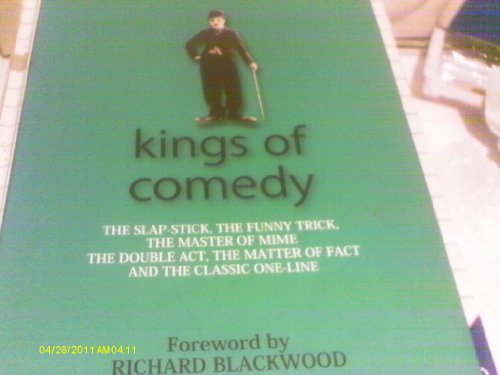 kings of
comedy
THE SLAP-STICK, THE FUNNY TRICK,
THE MASTER OF MIME
THE DOUBLE ACT, THE MATTER OF FACT
AND THE CLASSIC ONE-LINE
Foreword by
RICHARD BLACKWOOD
04/28/2011 AM04:11